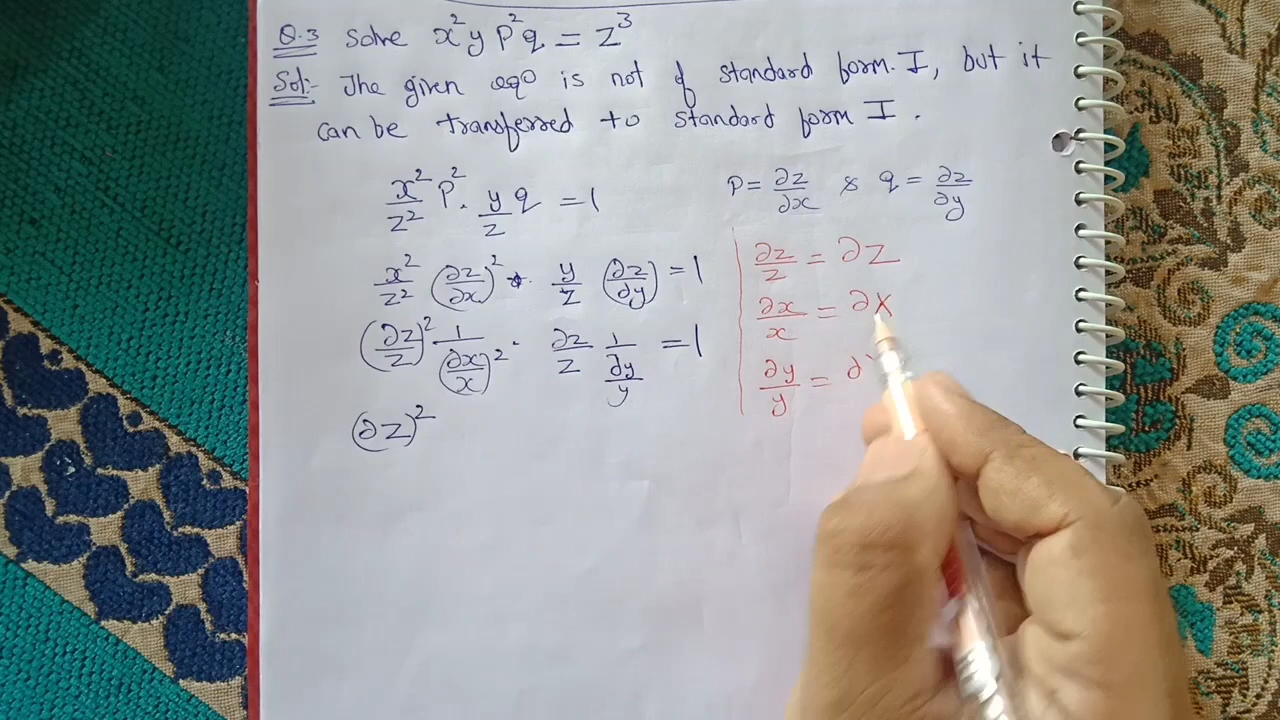 Q.3 Solve x²y p²q = z³
Sol:- The given eqn is not of standard form. I, but it
can be transferred to standard form I.
x²/z² p². y/z q = 1
p = ∂z/∂x & q = ∂z/∂y
x²/z² (∂z/∂x)² · y/z (∂z/∂y) = 1
∂z/z = ∂Z
∂x/x = ∂X
(∂z/z)² 1/(∂x/x)² · ∂z/z 1/(∂y/y) = 1
∂y/y = ∂
(∂Z)²